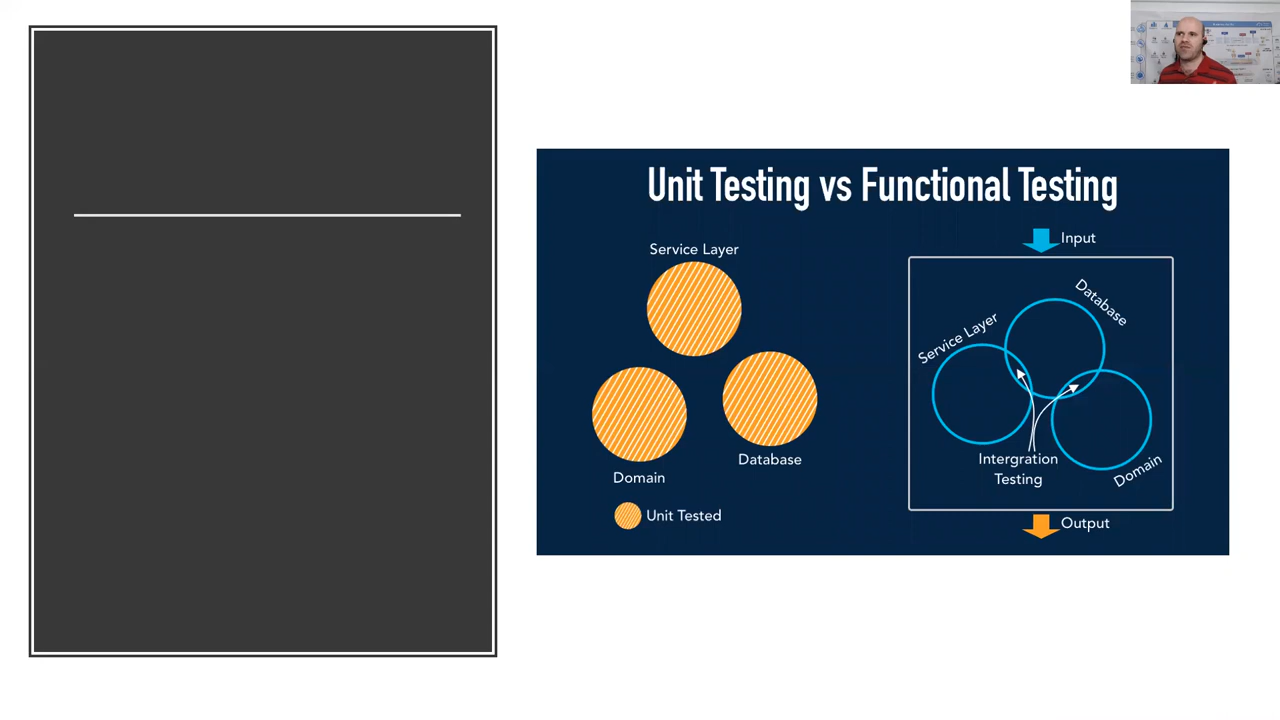 Unit Testing vs Functional Testing
Service Layer
Domain
Database
Unit Tested
Input
Service Layer
Database
Intergration
Testing
Domain
Output